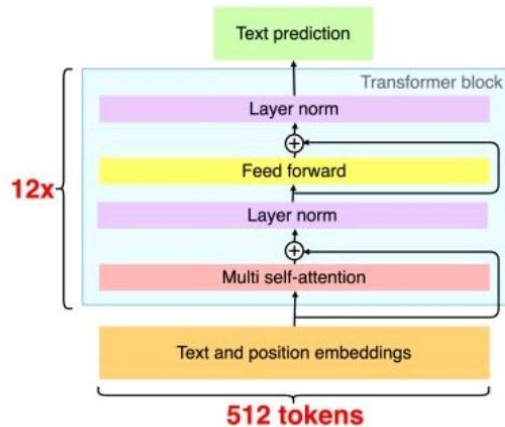 Text prediction
Transformer block
Layer norm
Feed forward
12x
Layer norm
Multi self-attention
Text and position embeddings
512 tokens